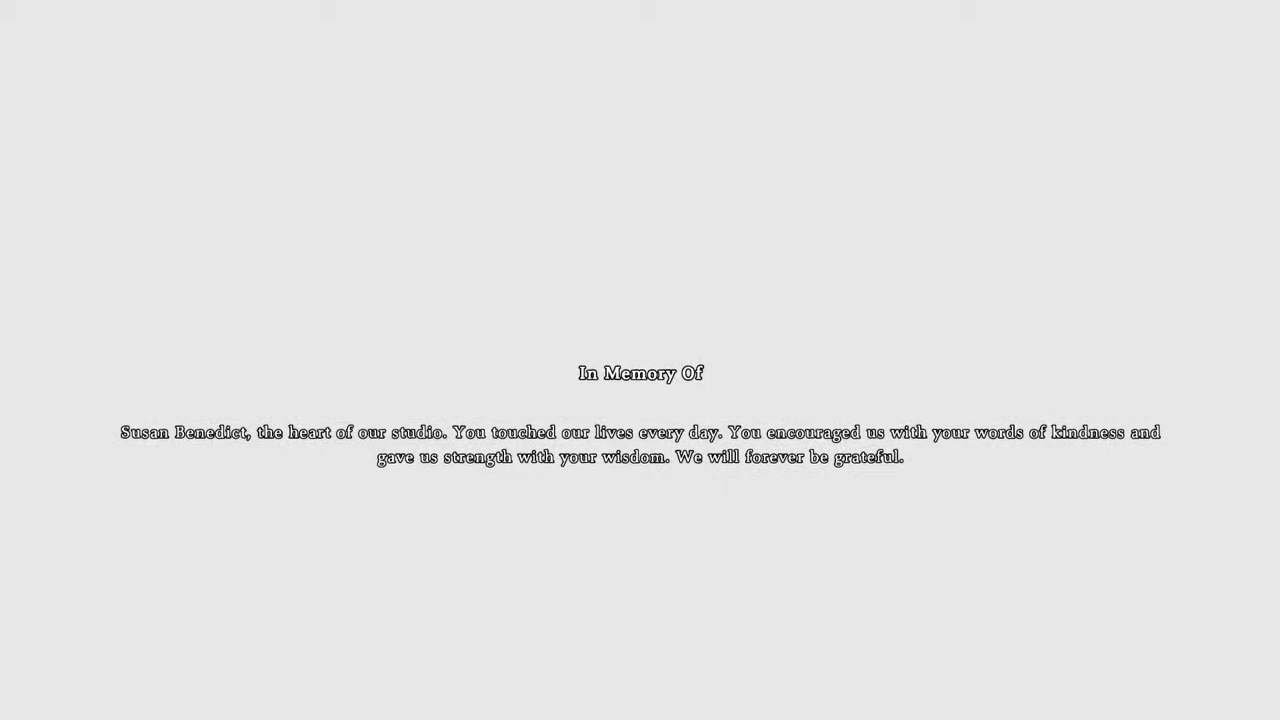 In Memory Of
Susan Benedict, the heart of our studio. You touched our lives every day. You encouraged us with your words of kindness and
gave us strength with your wisdom. We will forever be grateful.